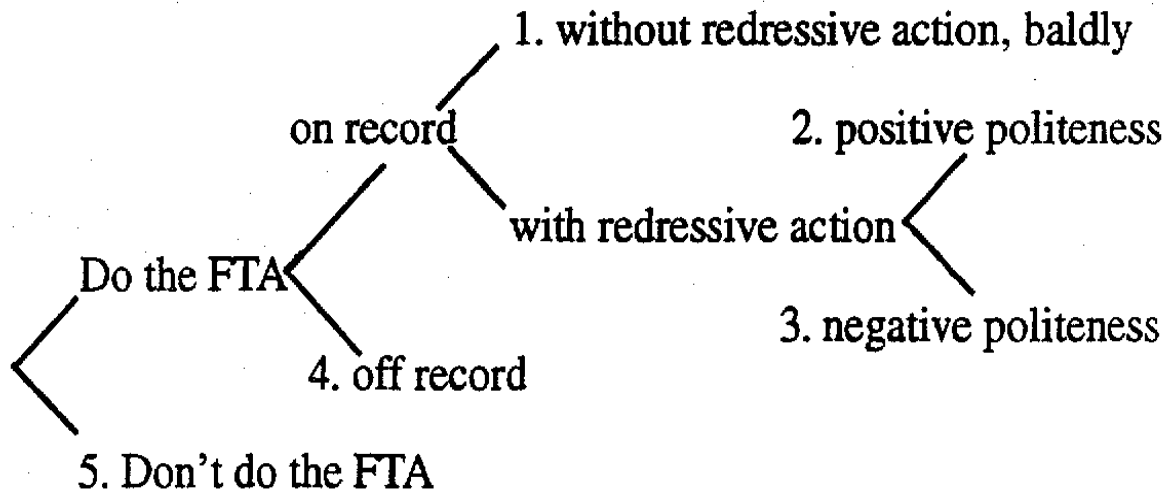 1. without redressive action, baldly
on record
2. positive politeness
with redressive action
Do the FTA
3. negative politeness
4. off record
5. Don't do the FTA